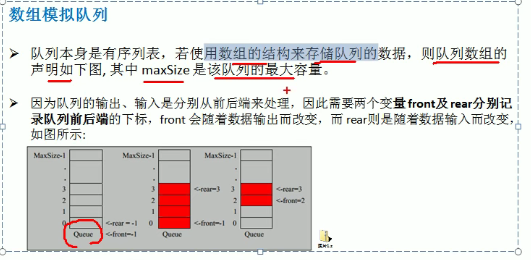 数组模拟队列
➢ 队列本身是有序列表，若使用数组的结构来存储队列的数据，则队列数组的
声明如下图, 其中 maxSize 是该队列的最大容量。
➢ 因为队列的输出、输入是分别从前后端来处理，因此需要两个变量 front及 rear分别记
录队列前后端的下标，front 会随着数据输出而改变，而 rear则是随着数据输入而改变，
如图所示:
MaxSize-1 MaxSize-1 MaxSize-1
. . .
. . .
3 3 <-rear=3 3 <-rear=3
2 2 2 <-front=2
1 1 1
0 <-rear = -1 0 <-front=-1 0
Queue <-front=-1 Queue Queue